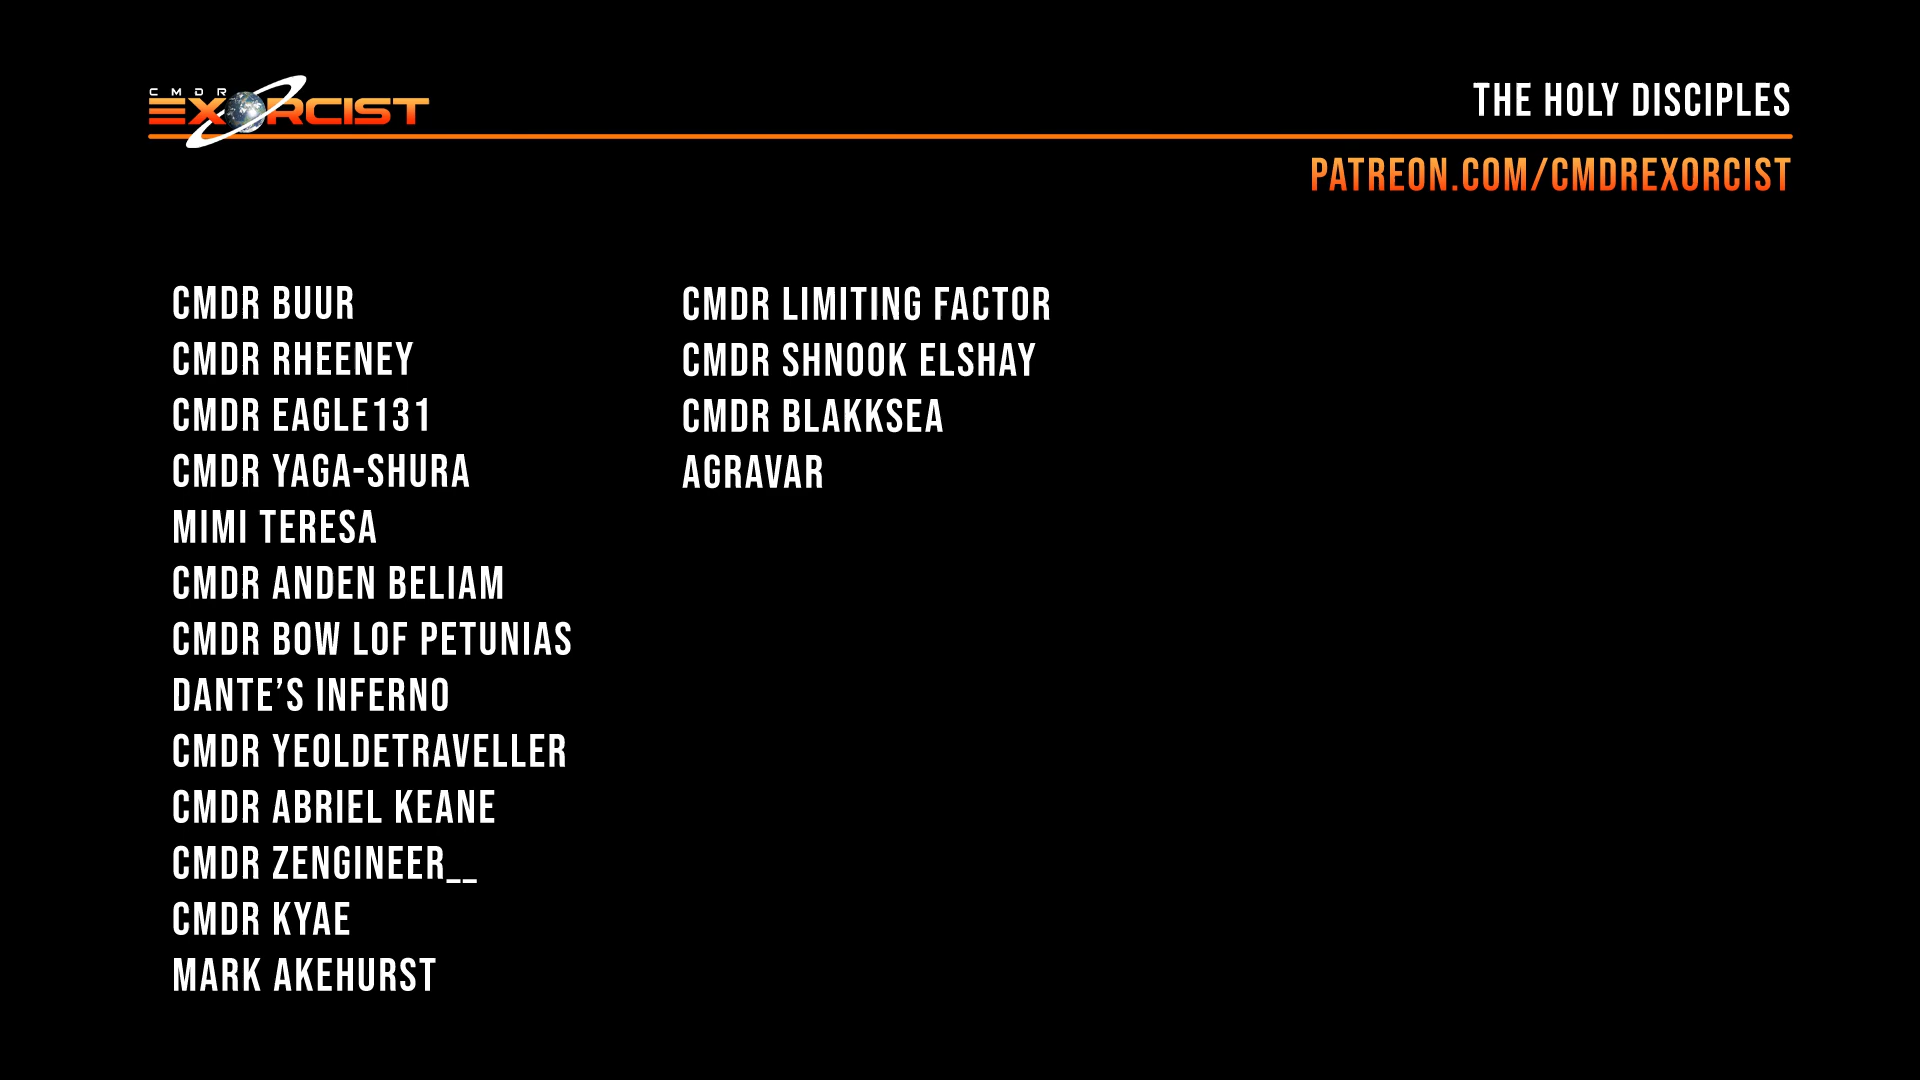 CMDR
EXORCIST
THE HOLY DISCIPLES
PATREON.COM/CMDREXORCIST
CMDR BUUR
CMDR RHEENEY
CMDR EAGLE131
CMDR YAGA-SHURA
MIMI TERESA
CMDR ANDEN BELIAM
CMDR BOW LOF PETUNIAS
DANTE’S INFERNO
CMDR YEOLDETRAVELLER
CMDR ABRIEL KEANE
CMDR ZENGINEER__
CMDR KYAE
MARK AKEHURST
CMDR LIMITING FACTOR
CMDR SHNOOK ELSHAY
CMDR BLAKKSEA
AGRAVAR